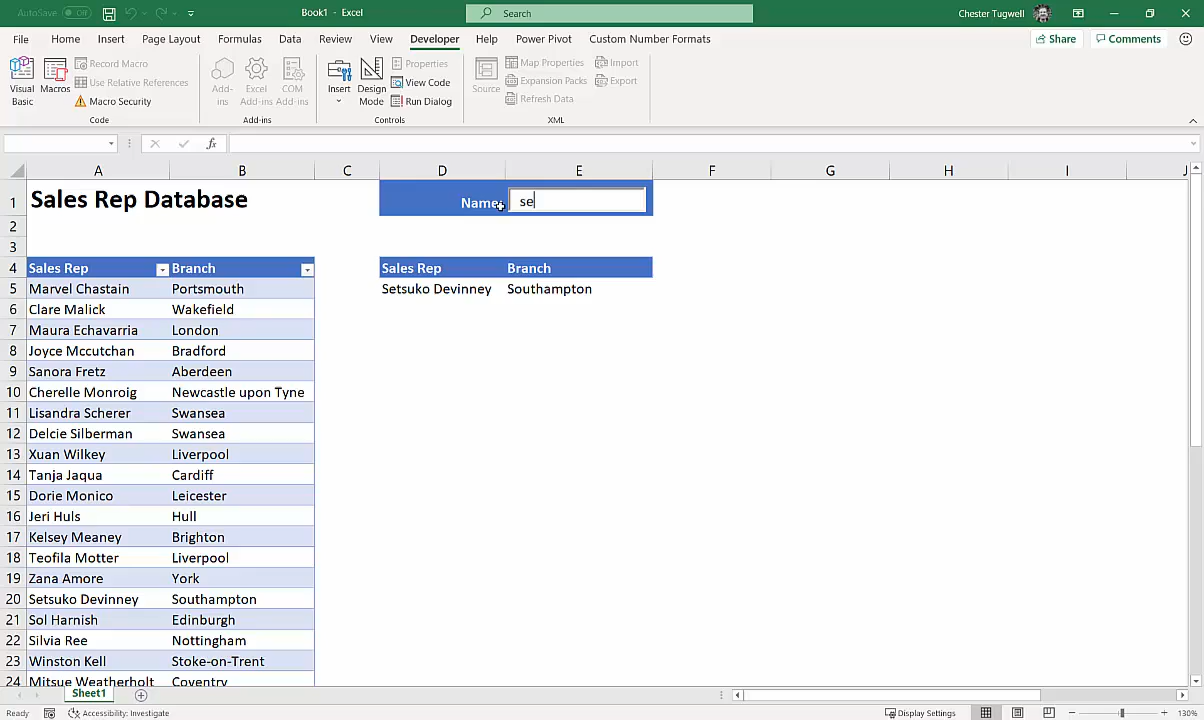 AutoSave Off Book1 - Excel Search Chester Tugwell
File Home Insert Page Layout Formulas Data Review View Developer Help Power Pivot Custom Number Formats Share Comments
Visual Basic
Macros
Record Macro
Use Relative References
Macro Security
Code
Add-ins
Excel Add-ins
COM Add-ins
Add-ins
Insert
Design Mode
Properties
View Code
Run Dialog
Controls
Source
Map Properties
Expansion Packs
Refresh Data
Import
Export
XML
fx
A B C D E F G H I J
1 Sales Rep Database Name: se
2
3
4 Sales Rep Branch Sales Rep Branch
5 Marvel Chastain Portsmouth Setsuko Devinney Southampton
6 Clare Malick Wakefield
7 Maura Echavarria London
8 Joyce Mccutchan Bradford
9 Sanora Fretz Aberdeen
10 Cherelle Monroig Newcastle upon Tyne
11 Lisandra Scherer Swansea
12 Delcie Silberman Swansea
13 Xuan Wilkey Liverpool
14 Tanja Jaqua Cardiff
15 Dorie Monico Leicester
16 Jeri Huls Hull
17 Kelsey Meaney Brighton
18 Teofila Motter Liverpool
19 Zana Amore York
20 Setsuko Devinney Southampton
21 Sol Harnish Edinburgh
22 Silvia Ree Nottingham
23 Winston Kell Stoke-on-Trent
24 Mitsue Weatherholt Coventry
Sheet1
Ready Accessibility: Investigate Display Settings 130%